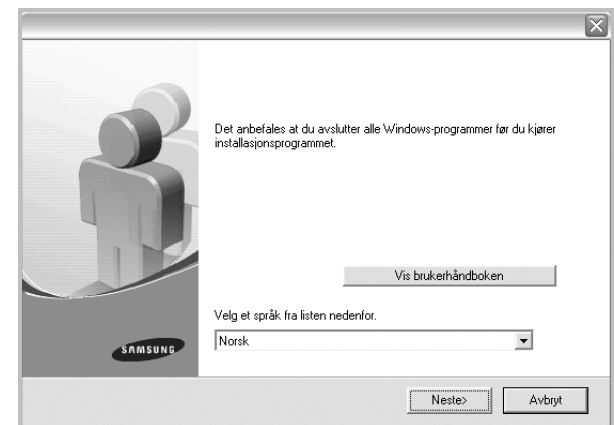 Det anbefales at du avslutter alle Windows-programmer før du kjører
installasjonsprogrammet.
Vis brukerhåndboken
Velg et språk fra listen nedenfor.
Norsk
SAMSUNG
Neste>
Avbryt